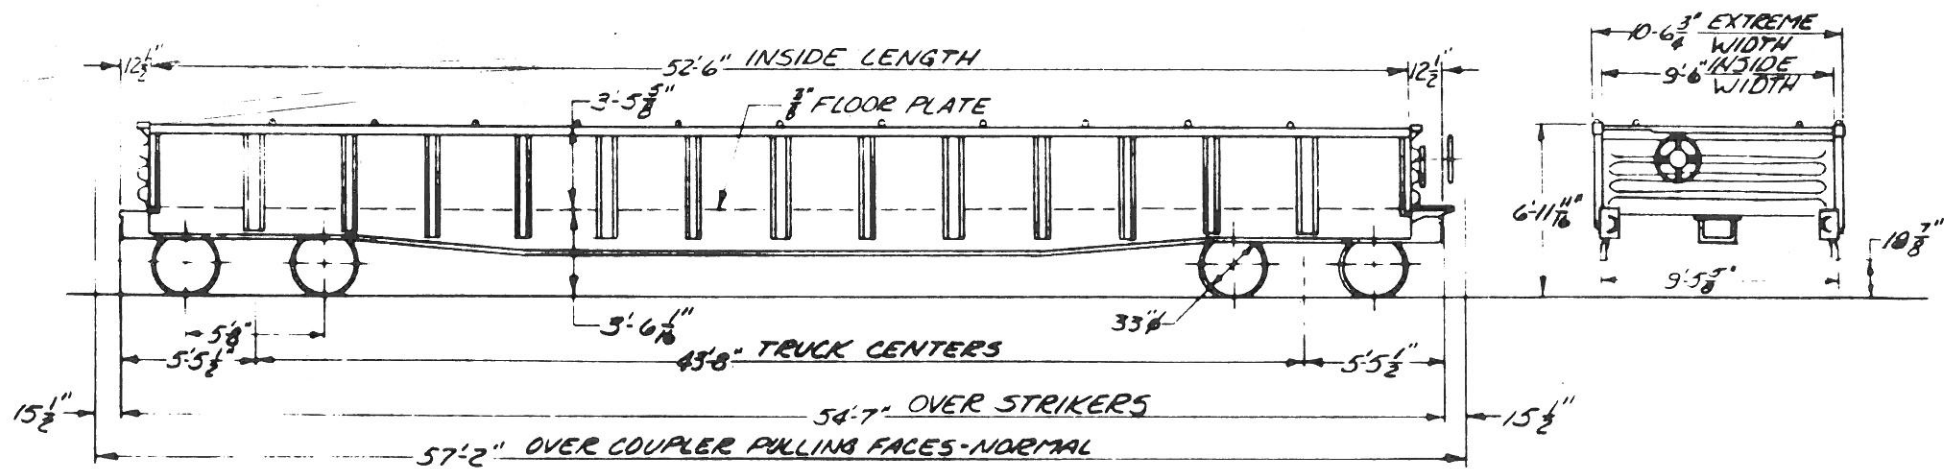 12½" 52'-6" INSIDE LENGTH 12½"
3'-5⅝" ⅜" FLOOR PLATE
10-6¾" EXTREME WIDTH
9'-6" INSIDE WIDTH
6'-11 11/16"
18⅞"
9'-5⅝"
3'-6 1/16" 33"ø
5'8"
5'-5½" 43'-8" TRUCK CENTERS 5'-5½"
15½" 54'-7" OVER STRIKERS 15½"
57'-2" OVER COUPLER PULLING FACES-NORMAL